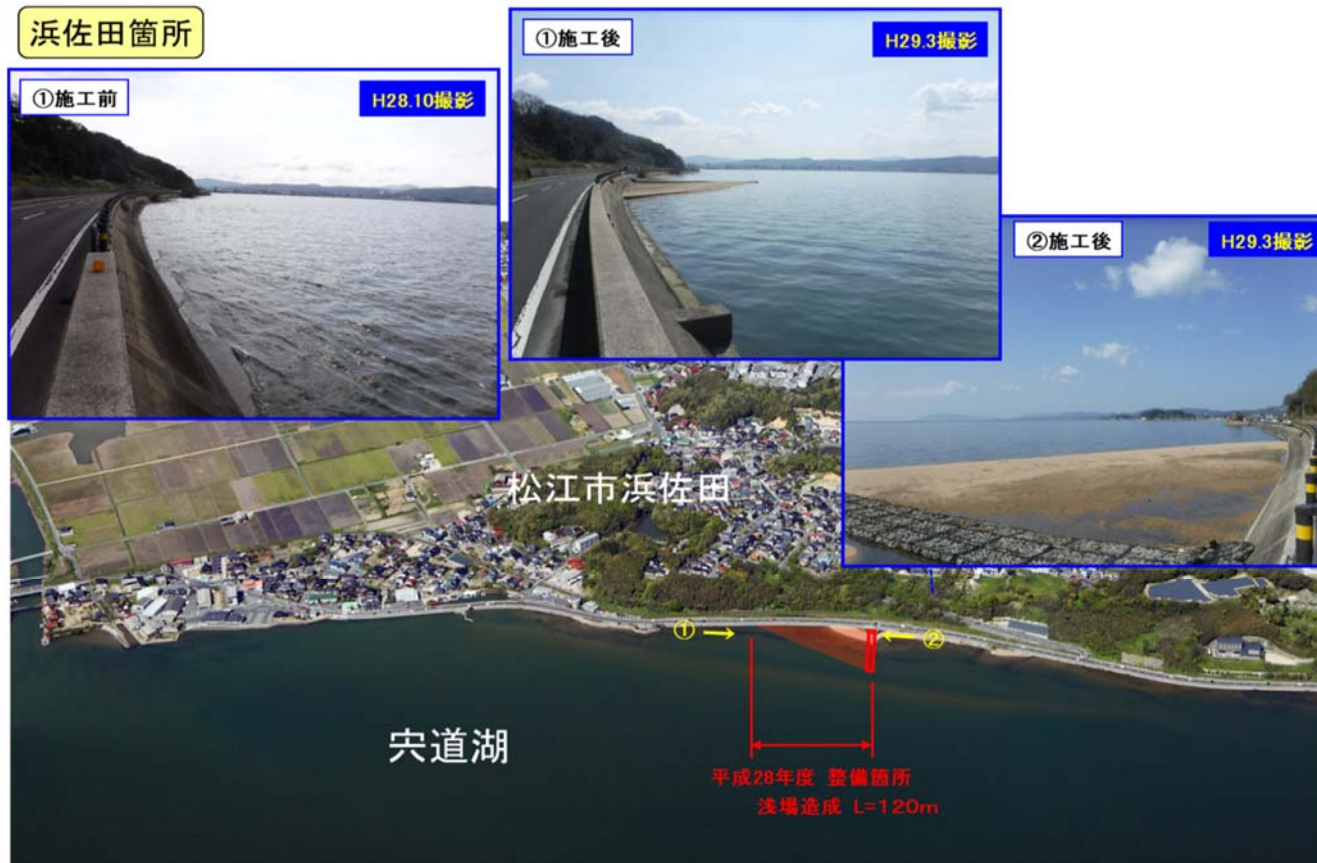 浜佐田箇所
①施工前
H28.10撮影
①施工後
H29.3撮影
②施工後
H29.3撮影
松江市浜佐田
①
②
宍道湖
平成28年度 整備箇所
浅場造成 L=120m